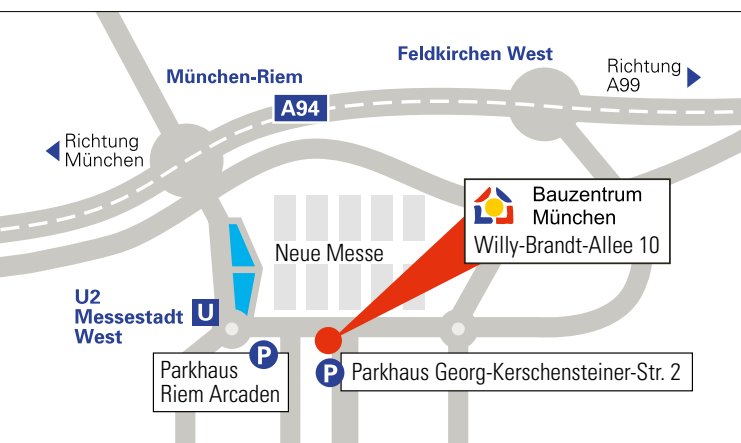 Feldkirchen West
München-Riem
Richtung
A99
A94
Richtung
München
Bauzentrum
München
Willy-Brandt-Allee 10
Neue Messe
U2
Messestadt
West
U
P
Parkhaus
Riem Arcaden
P
Parkhaus Georg-Kerschensteiner-Str. 2